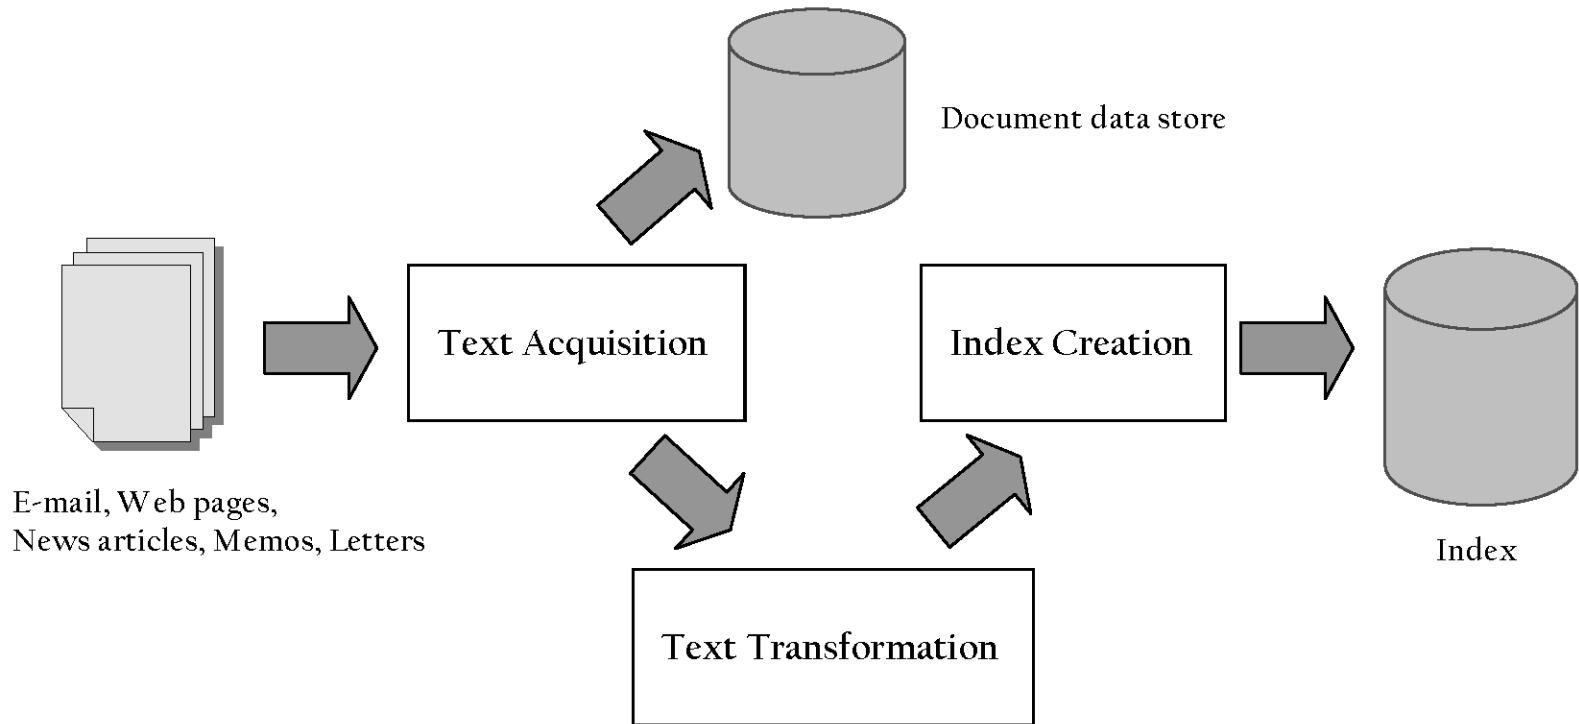 Document data store
Text Acquisition
Index Creation
E-mail, Web pages,
News articles, Memos, Letters
Index
Text Transformation